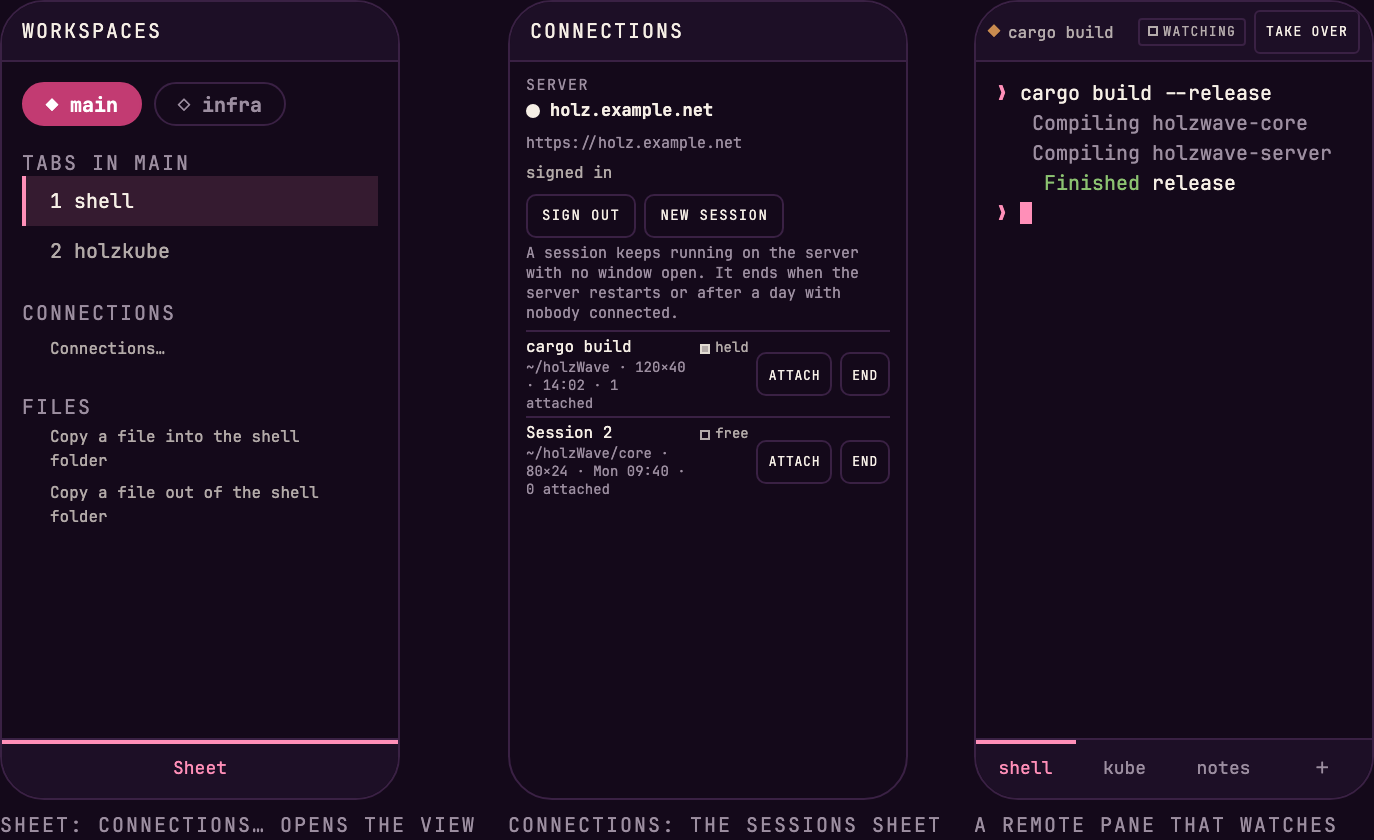 WORKSPACES
main
infra
TABS IN MAIN
1 shell
2 holzkube
CONNECTIONS
Connections…
FILES
Copy a file into the shell
folder
Copy a file out of the shell
folder
Sheet
SHEET: CONNECTIONS… OPENS THE VIEW
CONNECTIONS
SERVER
holz.example.net
https://holz.example.net
signed in
SIGN OUT
NEW SESSION
A session keeps running on the server
with no window open. It ends when the
server restarts or after a day with
nobody connected.
cargo build
held
~/holzWave · 120×40
· 14:02 · 1
attached
ATTACH
END
Session 2
free
~/holzWave/core ·
80×24 · Mon 09:40 ·
0 attached
ATTACH
END
CONNECTIONS: THE SESSIONS SHEET
cargo build
WATCHING
TAKE OVER
❯ cargo build --release
Compiling holzwave-core
Compiling holzwave-server
Finished release
❯
shell
kube
notes
+
A REMOTE PANE THAT WATCHES